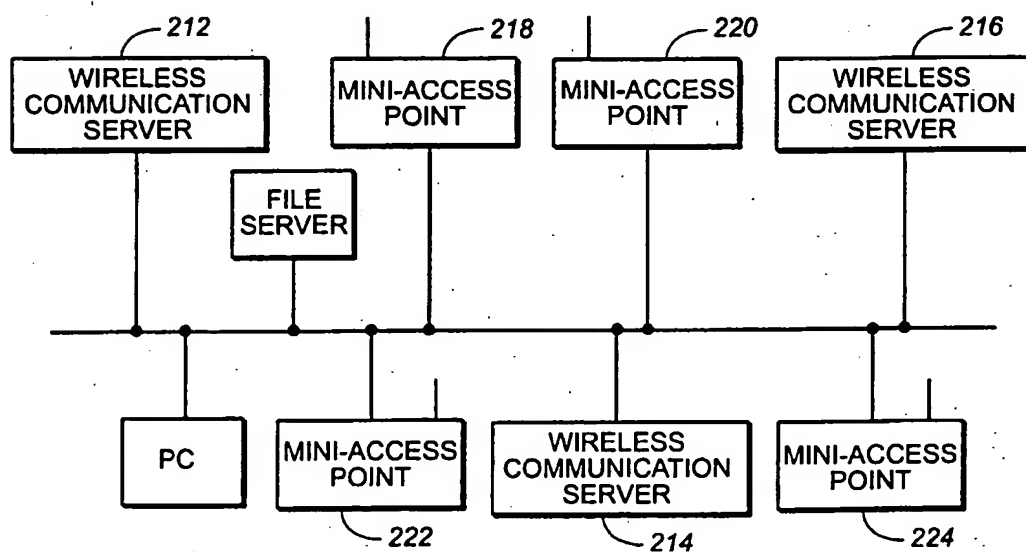 212
WIRELESS
COMMUNICATION
SERVER
218
MINI-ACCESS
POINT
220
MINI-ACCESS
POINT
216
WIRELESS
COMMUNICATION
SERVER
FILE
SERVER
PC
MINI-ACCESS
POINT
222
WIRELESS
COMMUNICATION
SERVER
214
MINI-ACCESS
POINT
224